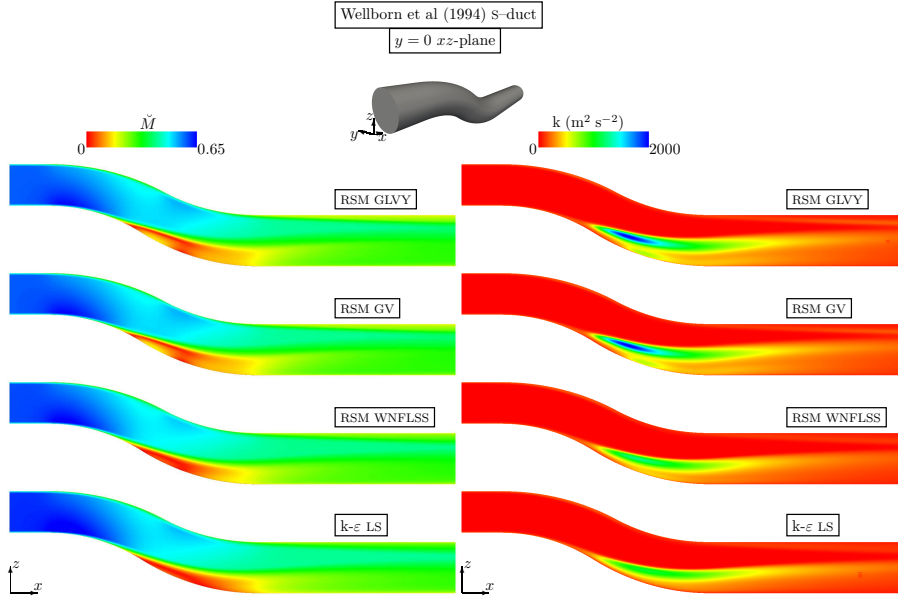 Wellborn et al (1994) S–duct
y = 0 xz-plane
z
y
x
M̆
0
0.65
k (m² s⁻²)
0
2000
RSM GLVY
RSM GLVY
RSM GV
RSM GV
RSM WNFLSS
RSM WNFLSS
k-ε LS
k-ε LS
z
x
z
x